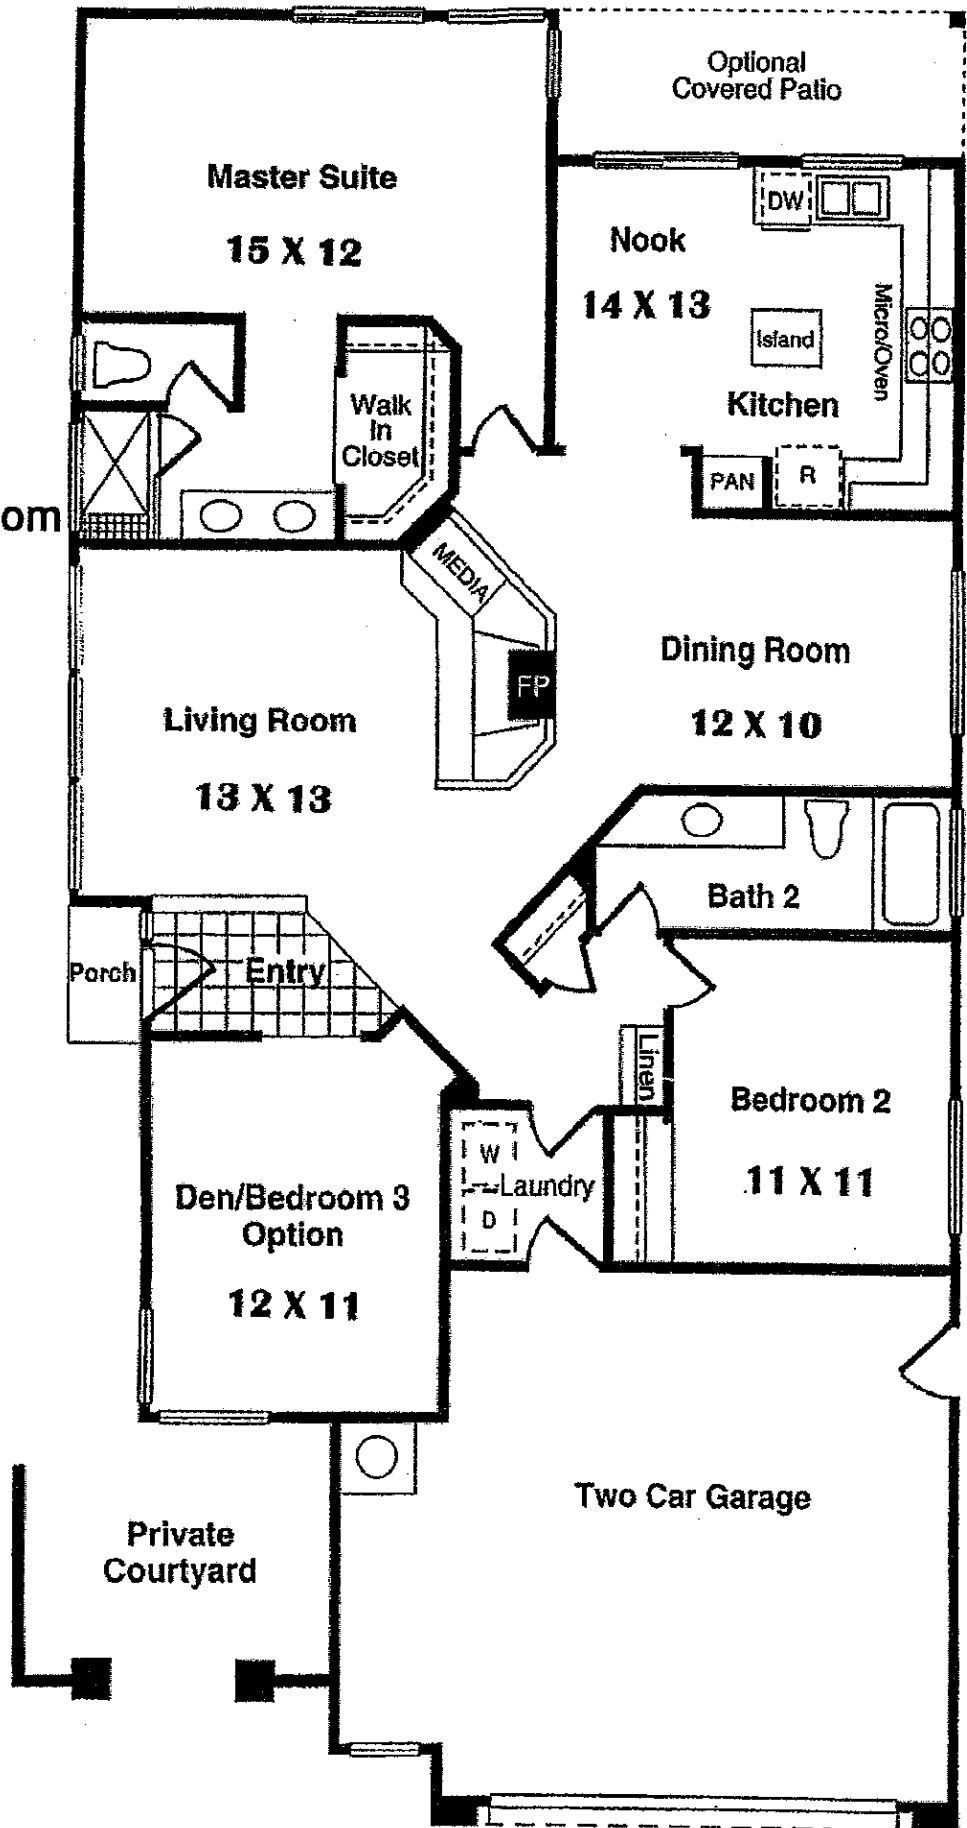 Optional
Covered Patio
Master Suite
15 X 12
DW
Nook
14 X 13
Micro/Oven
Island
Kitchen
Walk
In
Closet
PAN
R
om
MEDIA
Dining Room
12 X 10
FP
Living Room
13 X 13
Bath 2
Porch
Entry
Linen
Bedroom 2
11 X 11
W
Laundry
D
Den/Bedroom 3
Option
12 X 11
Two Car Garage
Private
Courtyard